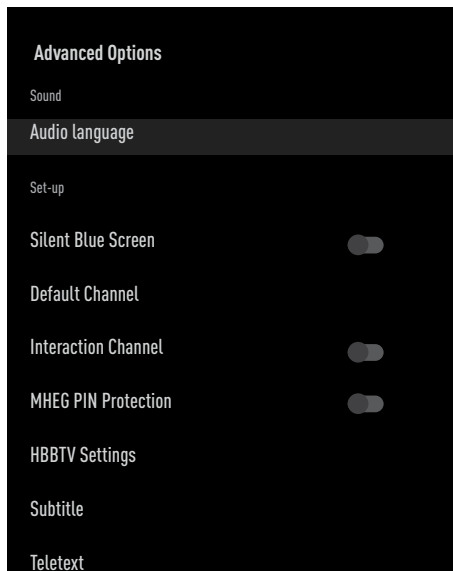 Advanced Options
Sound
Audio language
Set-up
Silent Blue Screen
Default Channel
Interaction Channel
MHEG PIN Protection
HBBTV Settings
Subtitle
Teletext